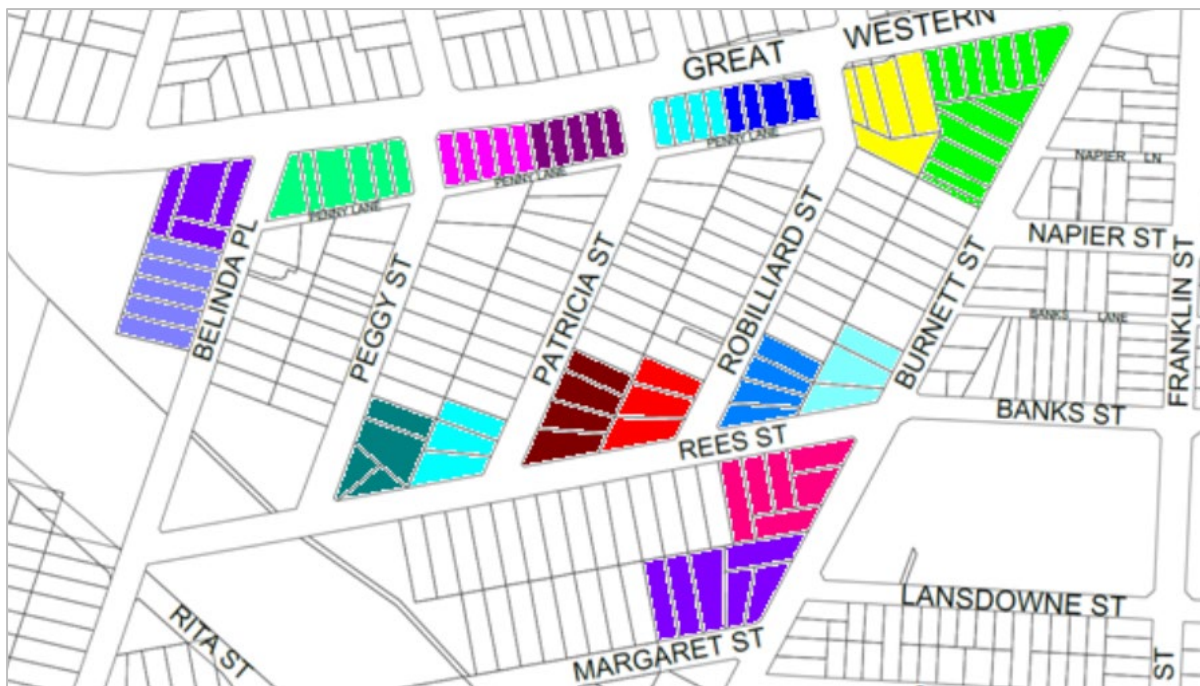 WESTERN
GREAT
PENNY LANE
NAPIER LN
PENNY LANE
PENNY LANE
BELINDA PL
PEGGY ST
PATRICIA ST
ROBILLIARD ST
BURNETT ST
NAPIER ST
FRANKLIN ST
BANKS LANE
BANKS ST
REES ST
LANSDOWNE ST
RITA ST
MARGARET ST
ST